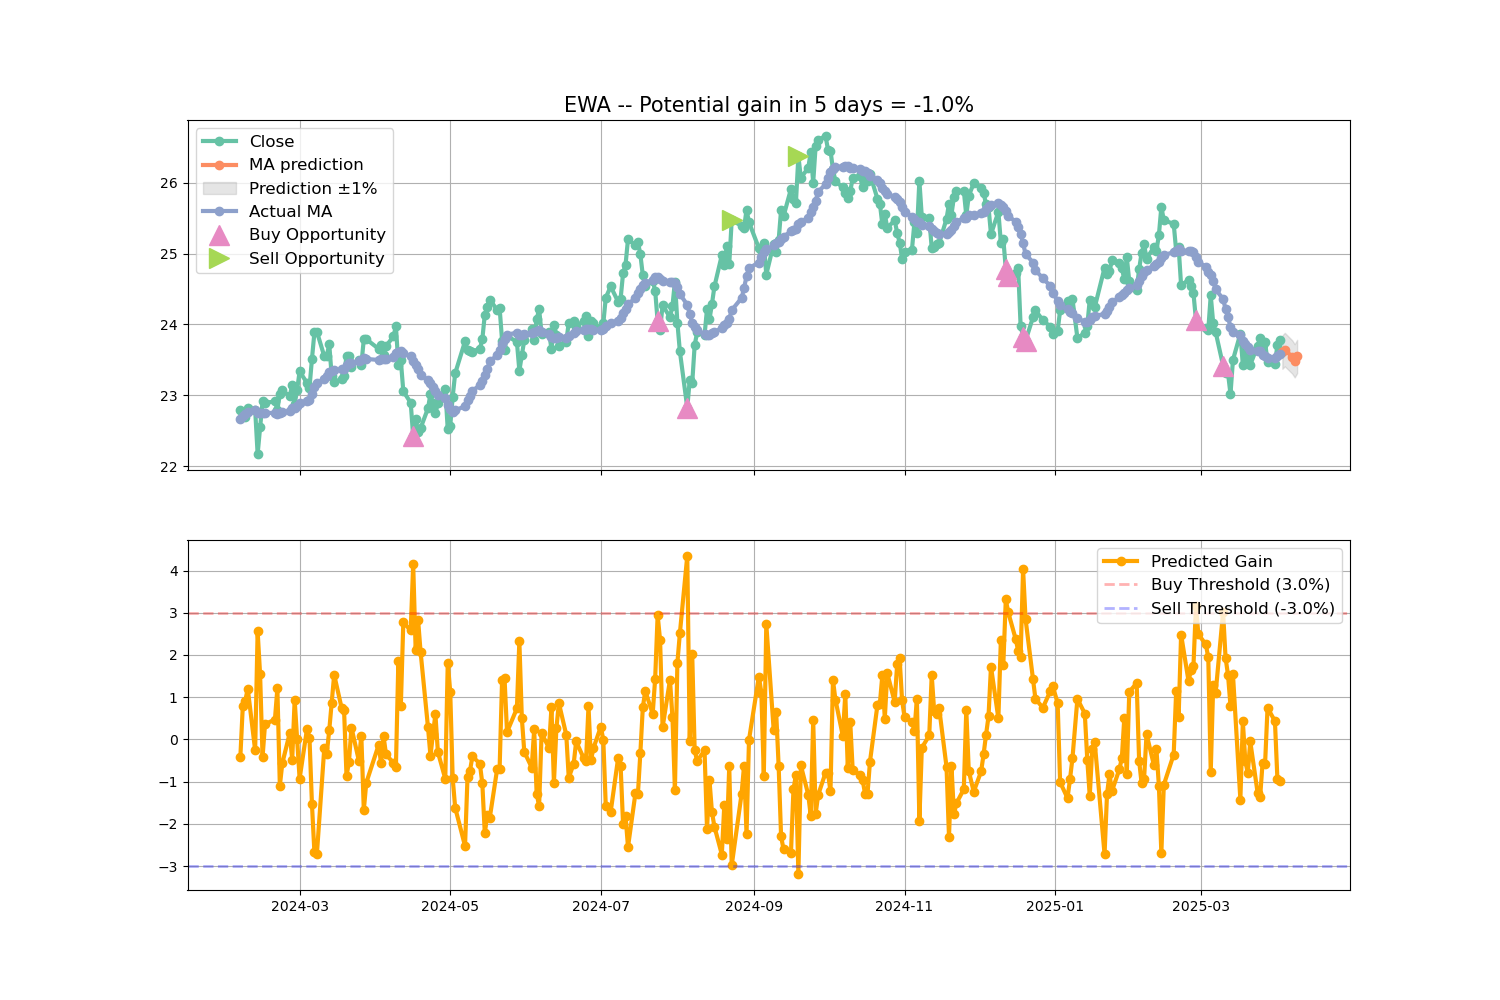 EWA -- Potential gain in 5 days = -1.0%
Close
MA prediction
Prediction ±1%
Actual MA
Buy Opportunity
Sell Opportunity
26
25
24
23
22
Predicted Gain
Buy Threshold (3.0%)
Sell Threshold (-3.0%)
4
3
2
1
0
−1
−2
−3
2024-03 2024-05 2024-07 2024-09 2024-11 2025-01 2025-03